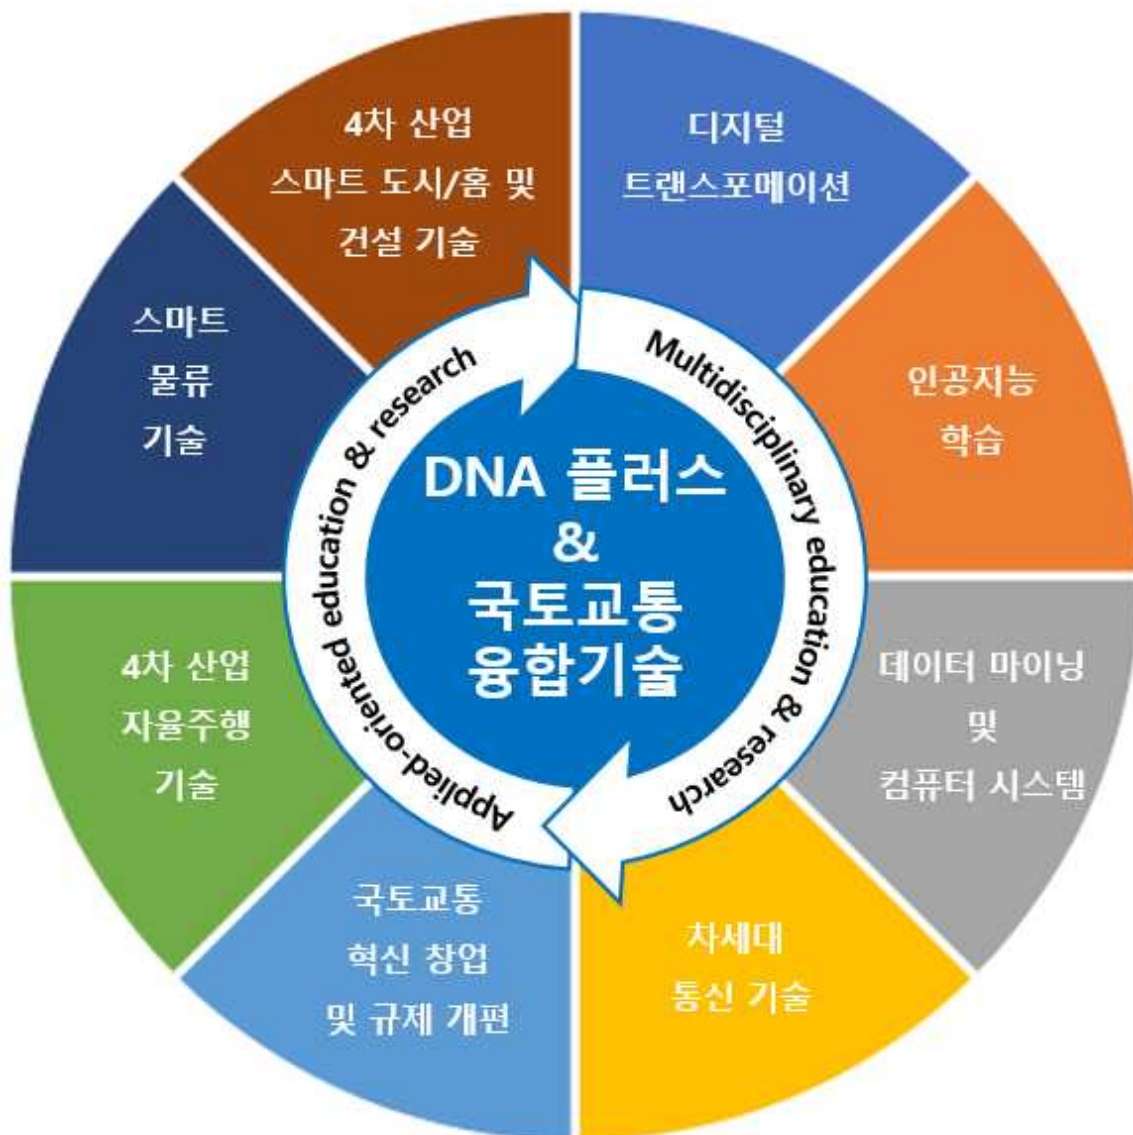 4차 산업
스마트 도시/홈 및
건설 기술
디지털
트랜스포메이션
인공지능
학습
데이터 마이닝
및
컴퓨터 시스템
차세대
통신 기술
국토교통
혁신 창업
및 규제 개편
4차 산업
자율주행
기술
스마트
물류
기술
Multidisciplinary education & research
Applied-oriented education & research
DNA 플러스
&
국토교통
융합기술